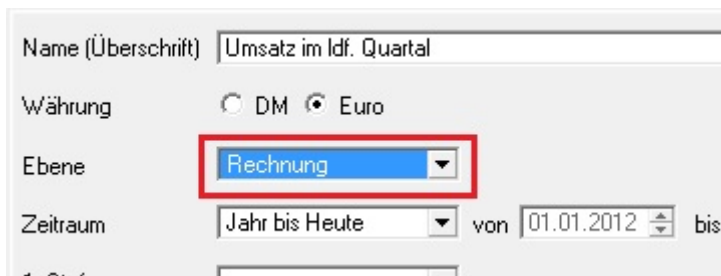 Name (Überschrift) Umsatz im ldf. Quartal
Währung DM Euro
Ebene Rechnung
Zeitraum Jahr bis Heute von 01.01.2012 bis